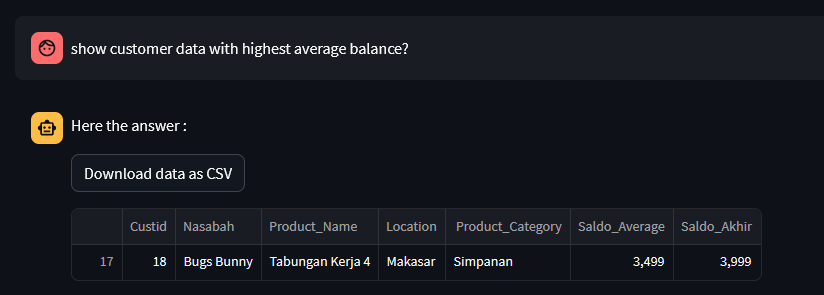 show customer data with highest average balance?
Here the answer :
Download data as CSV
Custid Nasabah Product_Name Location Product_Category Saldo_Average Saldo_Akhir
17 18 Bugs Bunny Tabungan Kerja 4 Makasar Simpanan 3,499 3,999